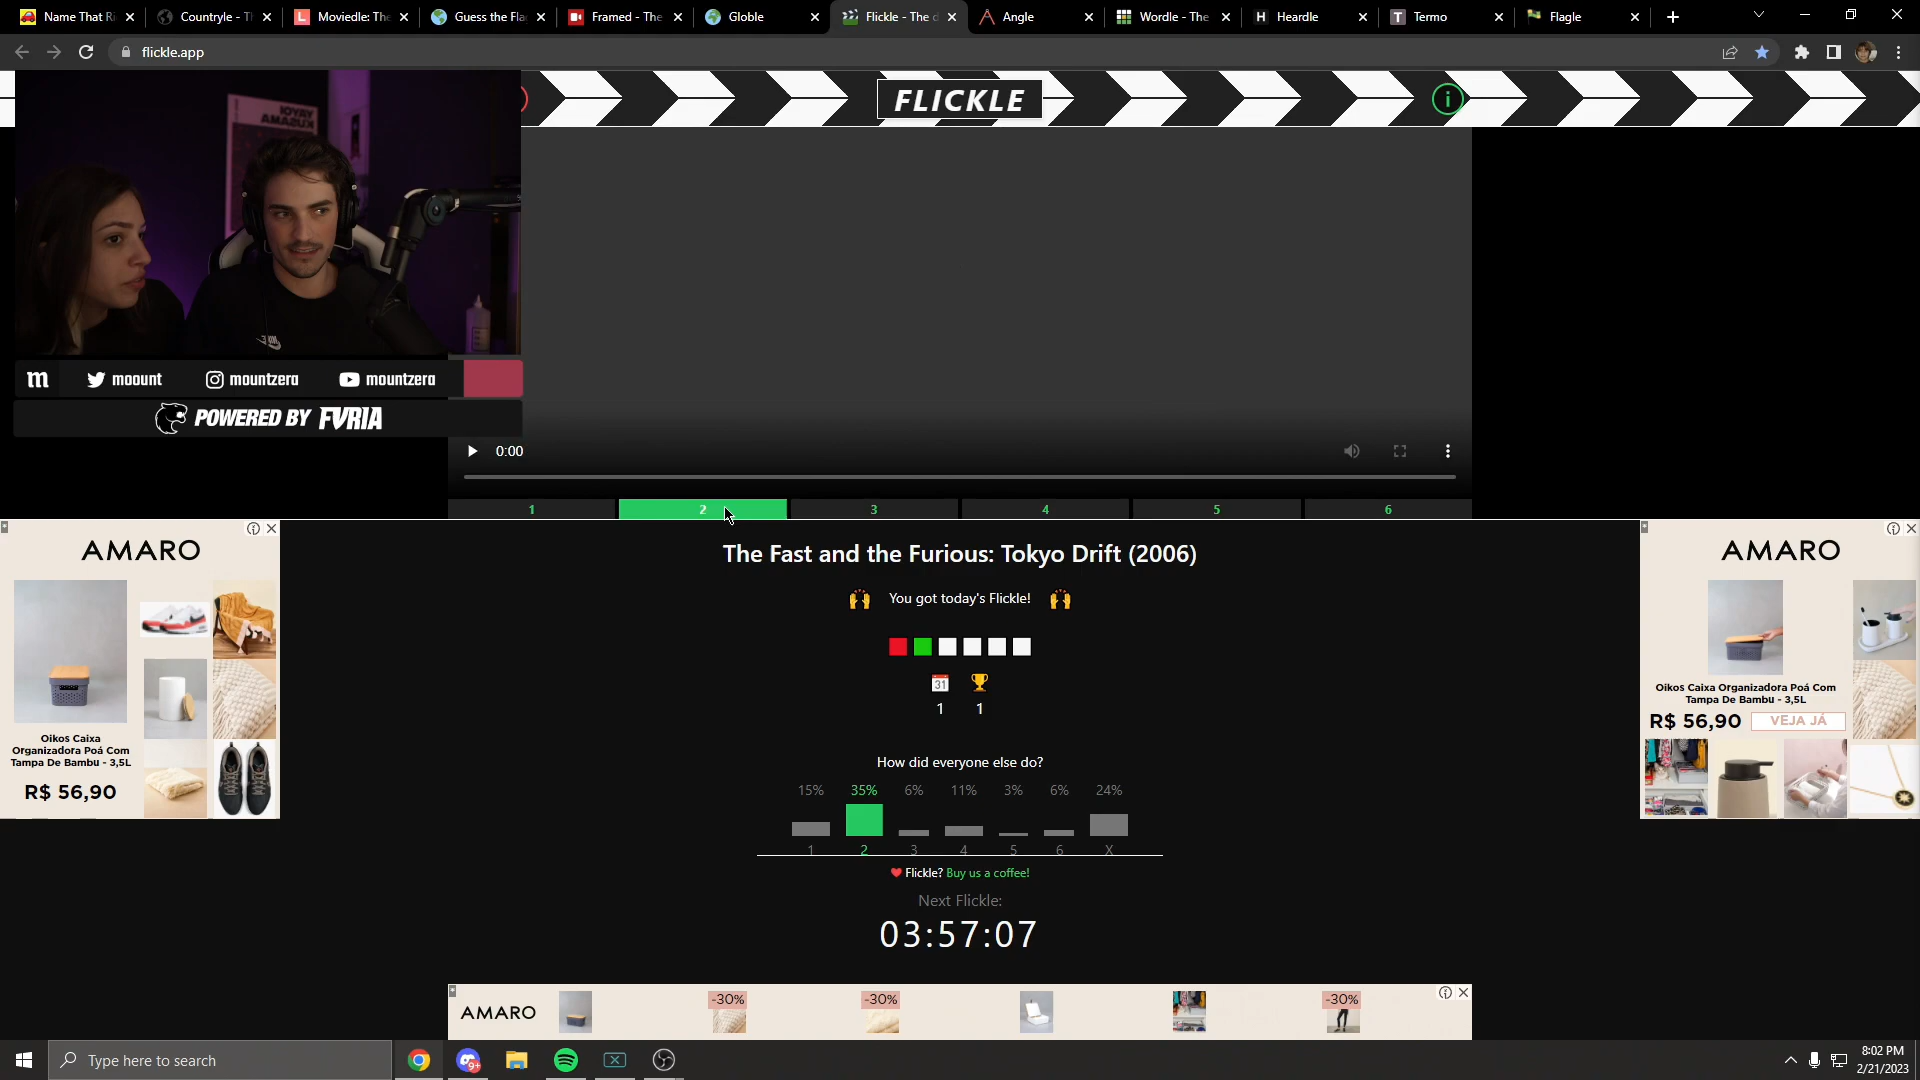 Name That Ri
Countryle - T
Moviedle: The
Guess the Fla
Framed - The
Globle
Flickle - The d
Angle
Wordle - The
Heardle
Termo
Flagle
flickle.app
FLICKLE
i
m moount mountzera mountzera
POWERED BY FVRIA
0:00
1 2 3 4 5 6
The Fast and the Furious: Tokyo Drift (2006)
You got today's Flickle!
31
1 1
How did everyone else do?
15% 35% 6% 11% 3% 6% 24%
1 2 3 4 5 6 X
Flickle? Buy us a coffee!
Next Flickle:
03:57:07
AMARO
Oikos Caixa
Organizadora Poá Com
Tampa De Bambu - 3,5L
R$ 56,90
AMARO
Oikos Caixa Organizadora Poá Com
Tampa De Bambu - 3,5L
R$ 56,90 VEJA JÁ
AMARO -30% -30% -30%
Type here to search
9+
8:02 PM
2/21/2023